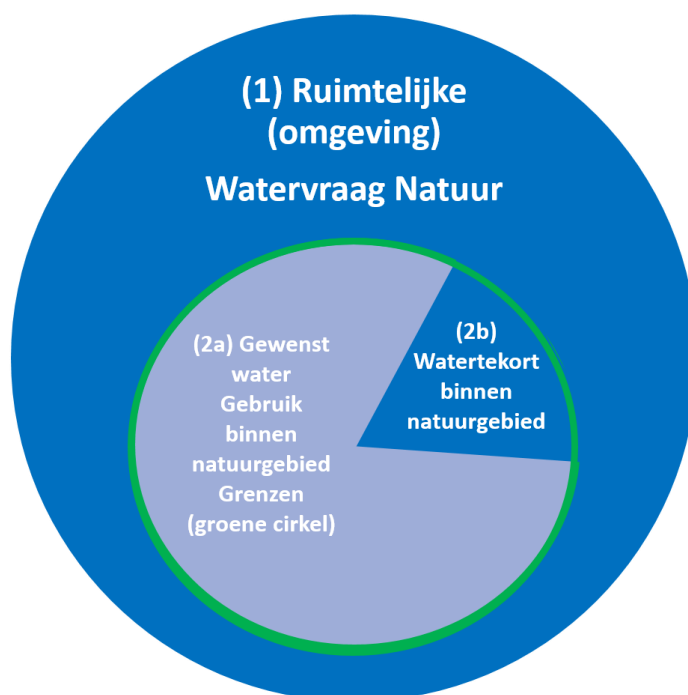 (1) Ruimtelijke
(omgeving)
Watervraag Natuur
(2a) Gewenst
water
Gebruik
binnen
natuurgebied
Grenzen
(groene cirkel)
(2b)
Watertekort
binnen
natuurgebied